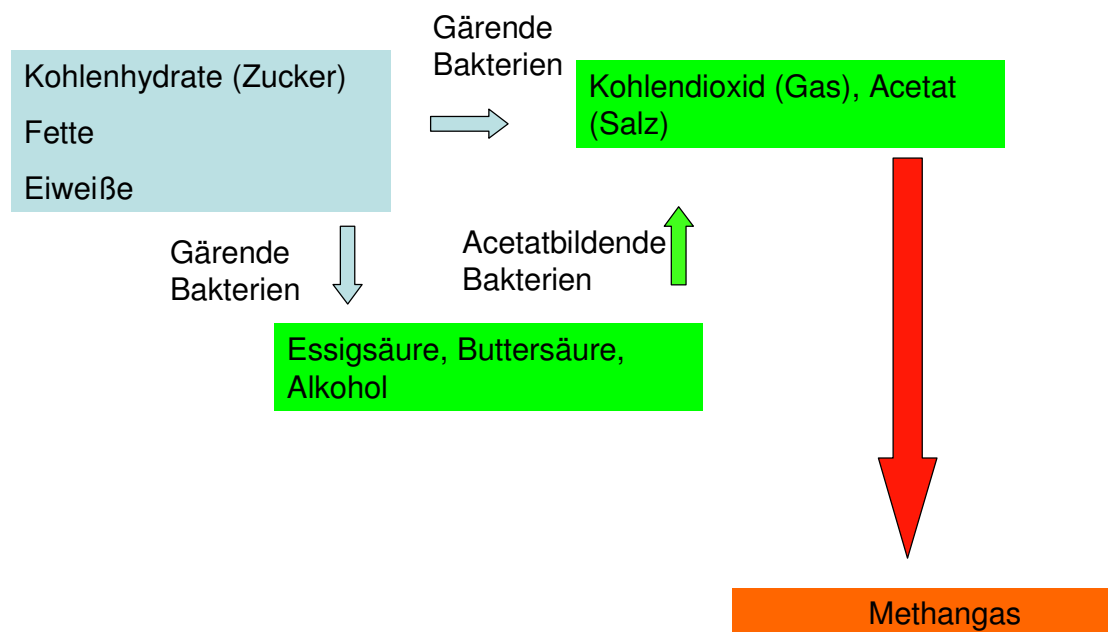 Gärende
Bakterien
Kohlenhydrate (Zucker)
Fette
Eiweiße
Kohlendioxid (Gas), Acetat
(Salz)
Gärende
Bakterien
Acetatbildende
Bakterien
Essigsäure, Buttersäure,
Alkohol
Methangas